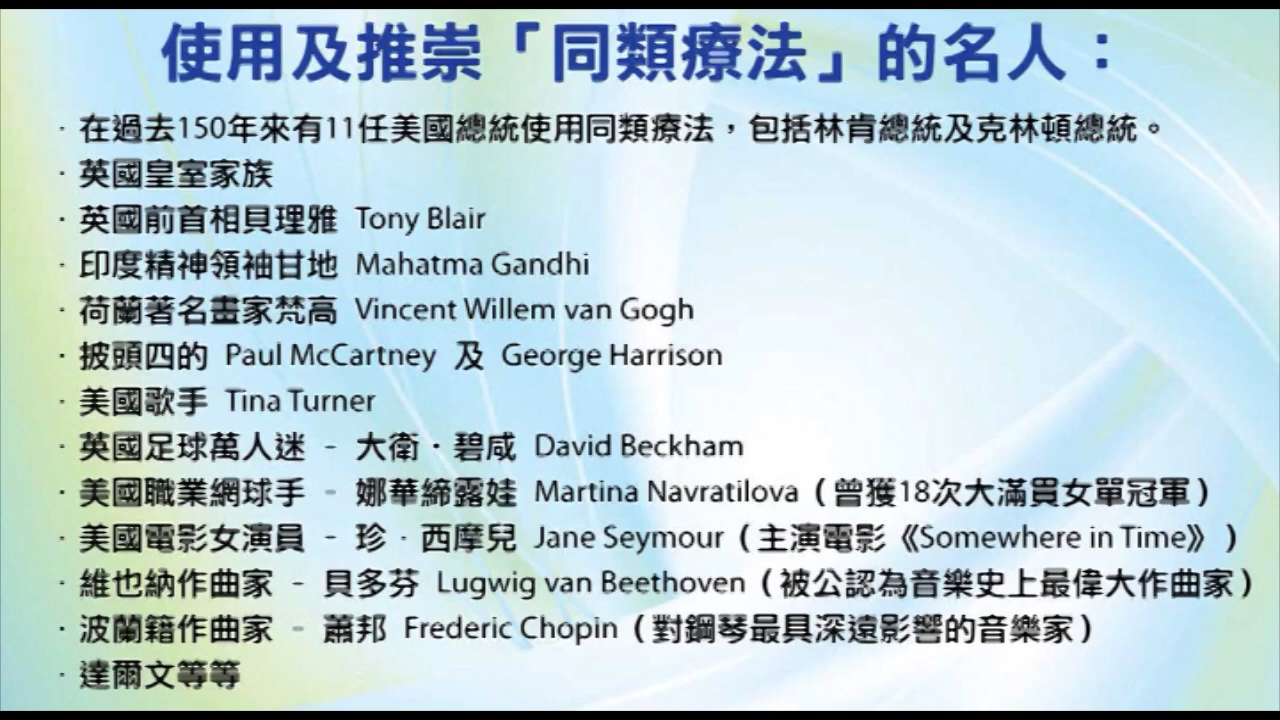 使用及推崇「同類療法」的名人：
· 在過去150年來有11任美國總統使用同類療法，包括林肯總統及克林頓總統。
· 英國皇室家族
· 英國前首相貝理雅 Tony Blair
· 印度精神領袖甘地 Mahatma Gandhi
· 荷蘭著名畫家梵高 Vincent Willem van Gogh
· 披頭四的 Paul McCartney 及 George Harrison
· 美國歌手 Tina Turner
· 英國足球萬人迷 - 大衛·碧咸 David Beckham
· 美國職業網球手 - 娜華締露娃 Martina Navratilova（曾獲18次大滿貫女單冠軍）
· 美國電影女演員 - 珍·西摩兒 Jane Seymour（主演電影《Somewhere in Time》）
· 維也納作曲家 - 貝多芬 Lugwig van Beethoven（被公認為音樂史上最偉大作曲家）
· 波蘭籍作曲家 - 蕭邦 Frederic Chopin（對鋼琴最具深遠影響的音樂家）
· 達爾文等等